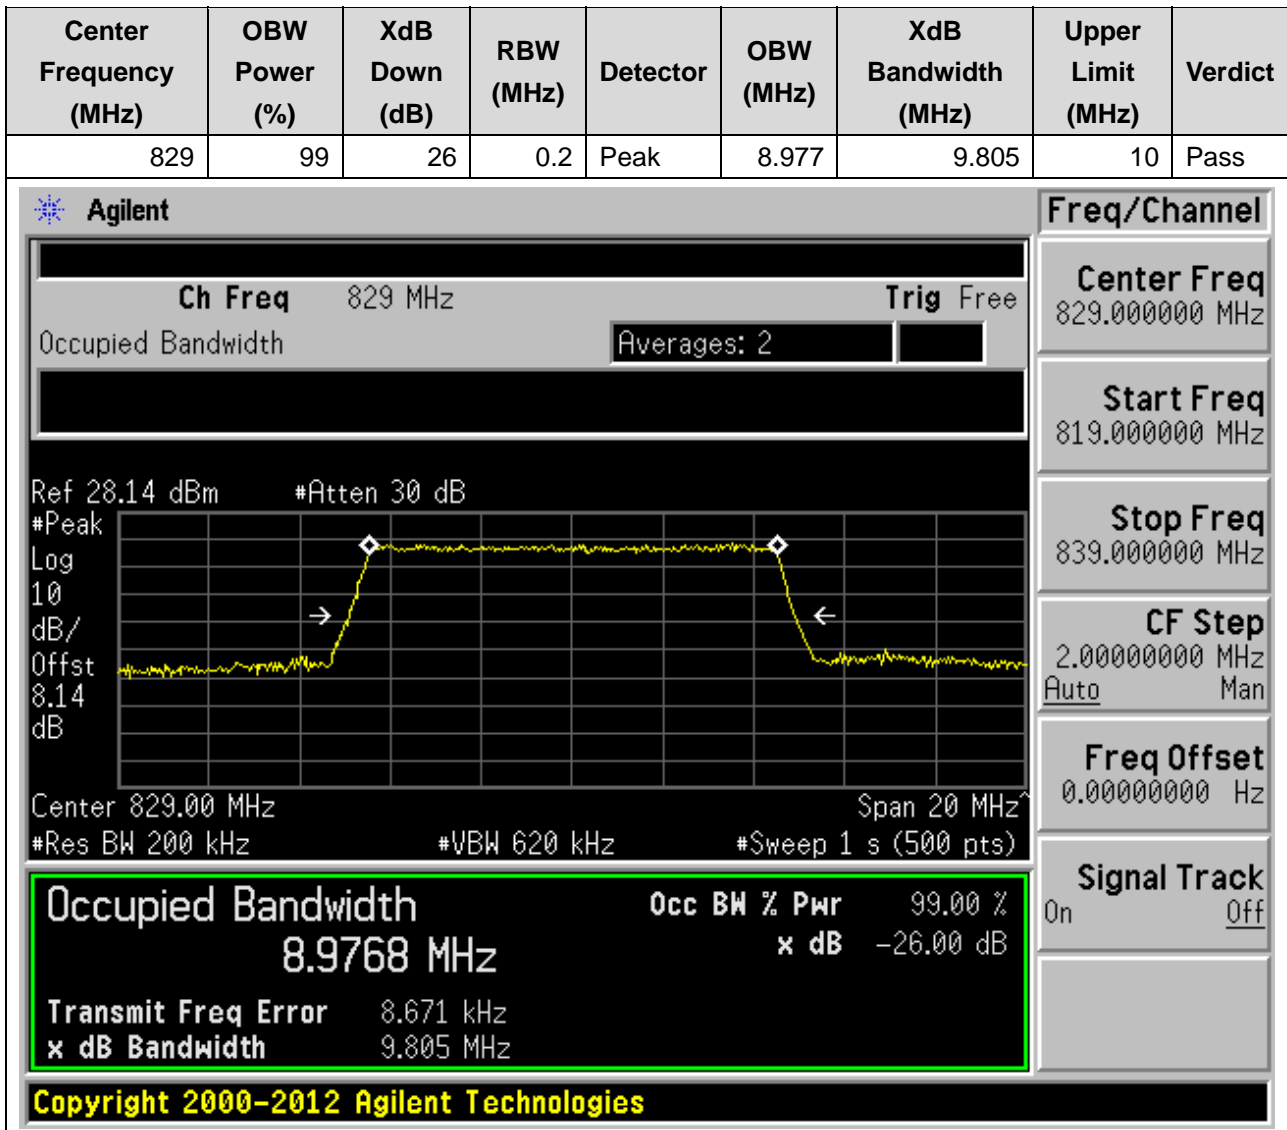 Center Frequency (MHz) OBW Power (%) XdB Down (dB) RBW (MHz) Detector OBW (MHz) XdB Bandwidth (MHz) Upper Limit (MHz) Verdict
829 99 26 0.2 Peak 8.977 9.805 10 Pass
Agilent
Freq/Channel
Ch Freq 829 MHz Trig Free
Occupied Bandwidth Averages: 2
Ref 28.14 dBm #Atten 30 dB
#Peak
Log
10
dB/
Offst
8.14
dB
Center 829.00 MHz Span 20 MHz^
#Res BW 200 kHz #VBW 620 kHz #Sweep 1 s (500 pts)
Occupied Bandwidth Occ BW % Pwr 99.00 %
8.9768 MHz x dB -26.00 dB
Transmit Freq Error 8.671 kHz
x dB Bandwidth 9.805 MHz
Center Freq
829.000000 MHz
Start Freq
819.000000 MHz
Stop Freq
839.000000 MHz
CF Step
2.00000000 MHz
Auto Man
Freq Offset
0.00000000 Hz
Signal Track
On Off
Copyright 2000-2012 Agilent Technologies